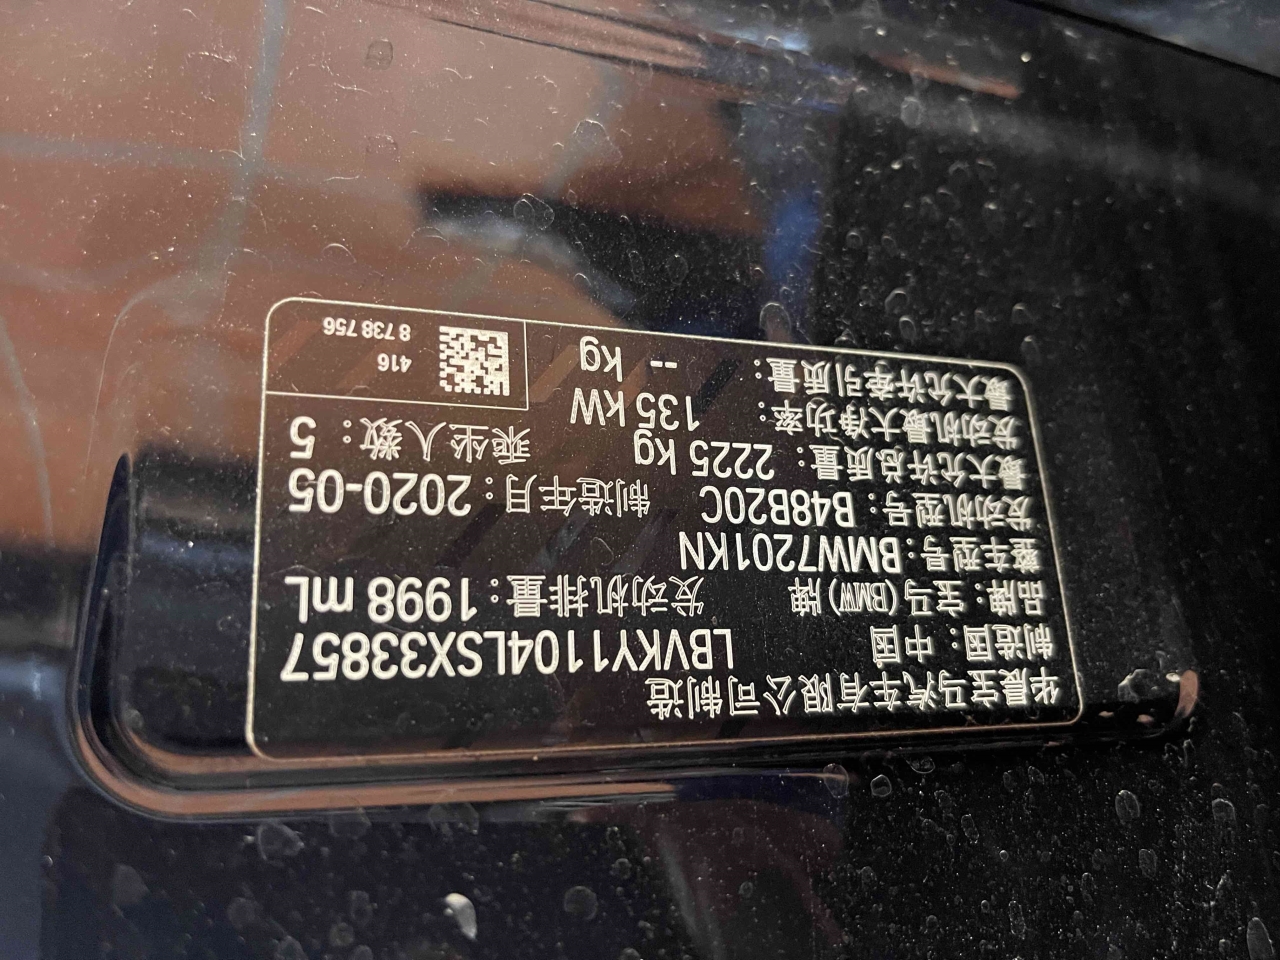 华晨宝马汽车有限公司制造
制造国：中国 LBVKY1104LSX33857
品牌：宝马(BMW)牌 发动机排量：1998 mL
整车型号：BMW7201KN
发动机型号：B48B20C 制造年月：2020-05
最大允许总质量：2225 kg 乘坐人数：5
发动机最大净功率：135 kW
最大允许牵引质量：-- kg
416
8 738 756